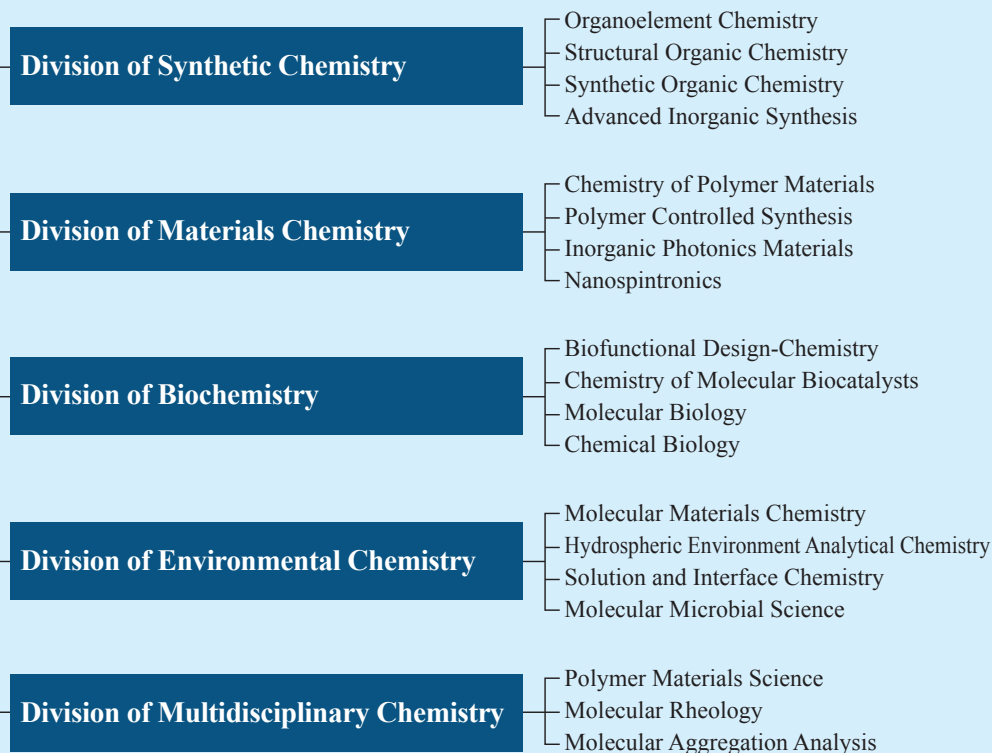 Division of Synthetic Chemistry
Organoelement Chemistry
Structural Organic Chemistry
Synthetic Organic Chemistry
Advanced Inorganic Synthesis
Division of Materials Chemistry
Chemistry of Polymer Materials
Polymer Controlled Synthesis
Inorganic Photonics Materials
Nanospintronics
Division of Biochemistry
Biofunctional Design-Chemistry
Chemistry of Molecular Biocatalysts
Molecular Biology
Chemical Biology
Division of Environmental Chemistry
Molecular Materials Chemistry
Hydrospheric Environment Analytical Chemistry
Solution and Interface Chemistry
Molecular Microbial Science
Division of Multidisciplinary Chemistry
Polymer Materials Science
Molecular Rheology
Molecular Aggregation Analysis